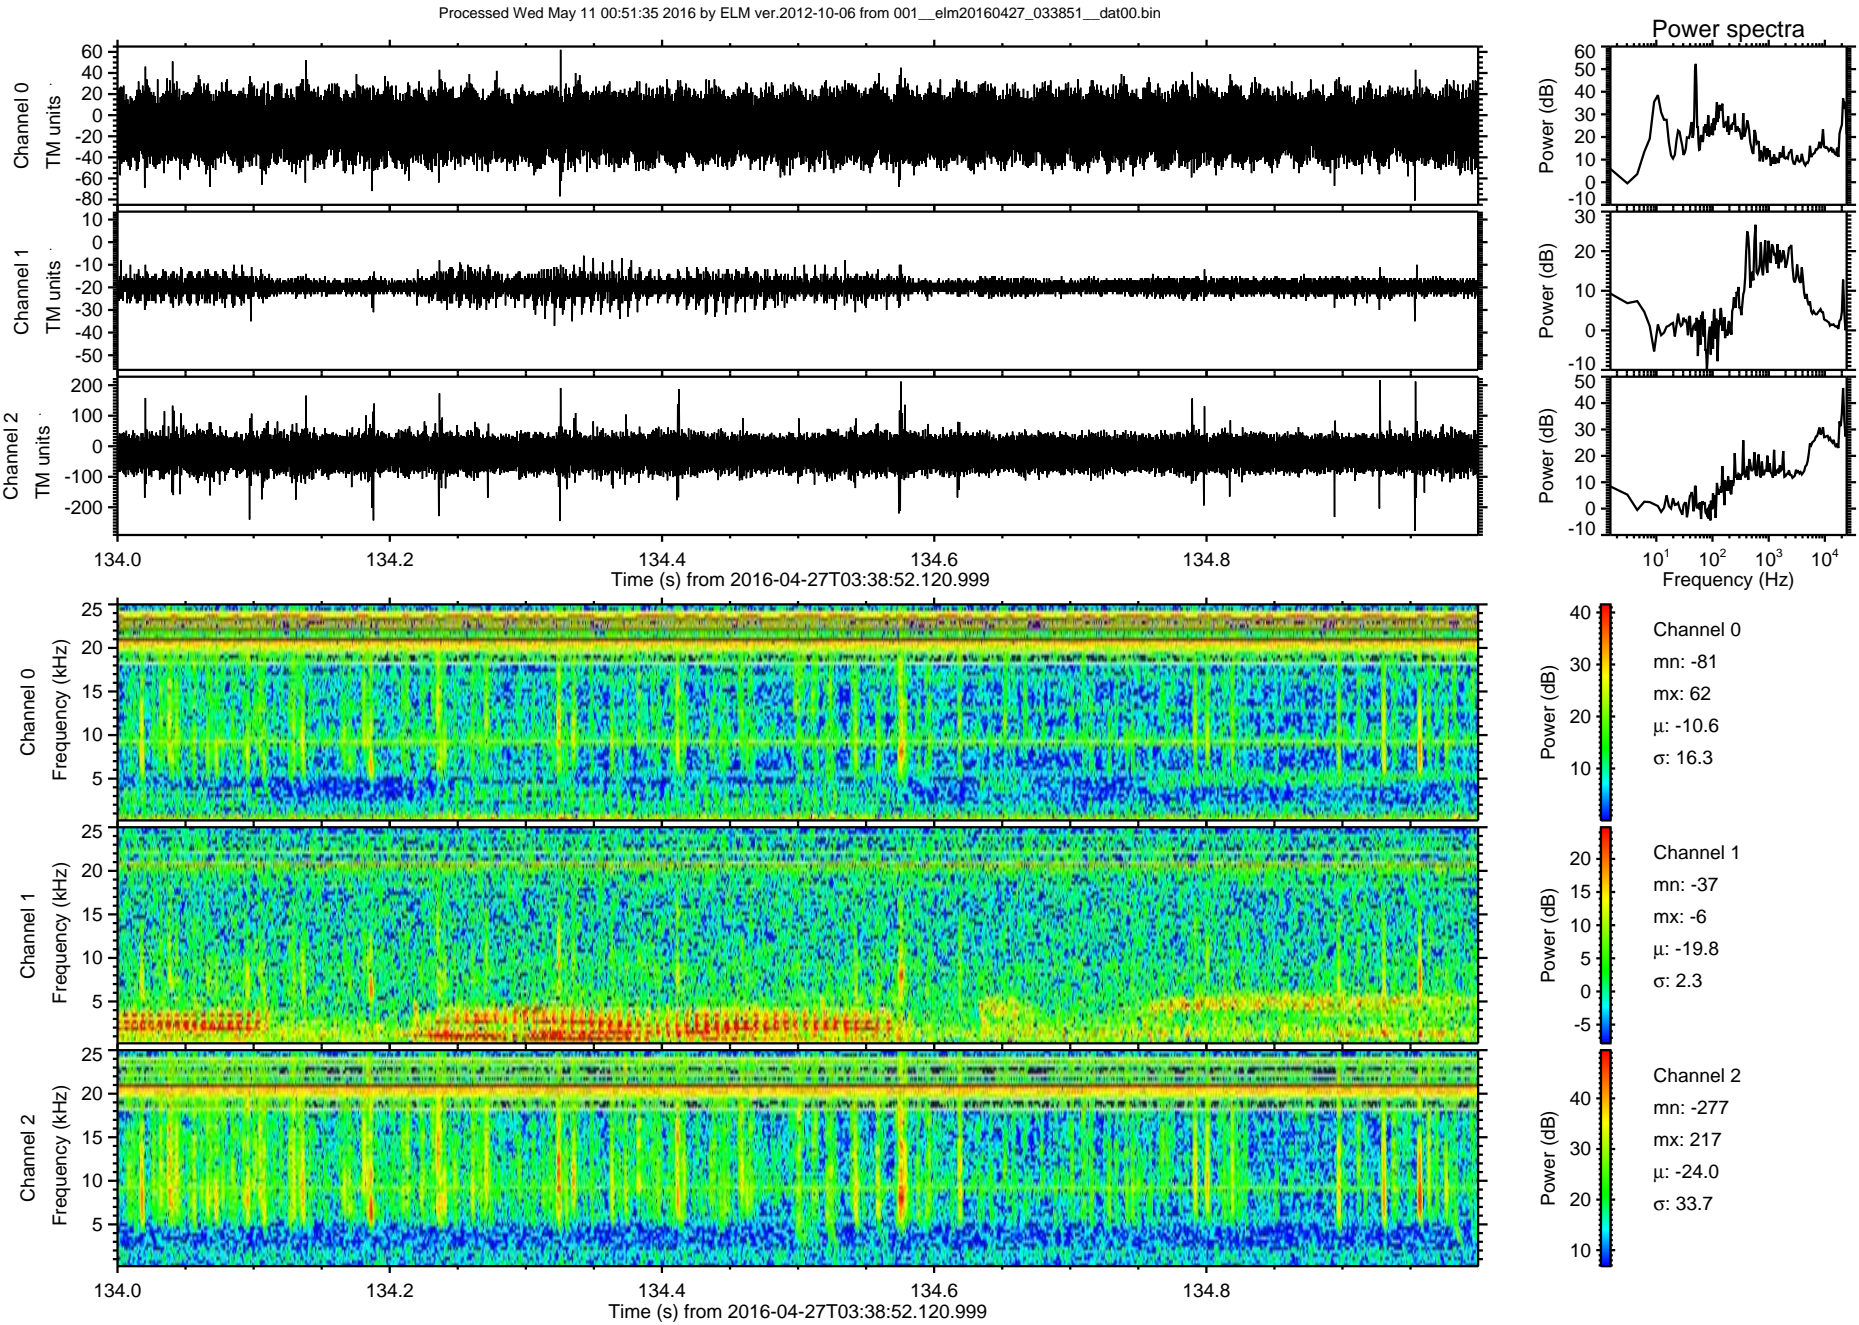 Processed Wed May 11 00:51:35 2016 by ELM ver.2012-10-06 from 001__elm20160427_033851__dat00.bin
Power spectra
Channel 0
TM units
60
40
20
0
-20
-40
-60
-80
Power (dB)
60
50
40
30
20
10
0
-10
Channel 1
TM units
10
0
-10
-20
-30
-40
-50
Power (dB)
30
20
10
0
-10
Channel 2
TM units
200
100
0
-100
-200
Power (dB)
50
40
30
20
10
0
-10
134.0 134.2 134.4 134.6 134.8
Time (s) from 2016-04-27T03:38:52.120.999
10¹ 10² 10³ 10⁴
Frequency (Hz)
Channel 0
Frequency (kHz)
25
20
15
10
5
Power (dB)
40
30
20
10
Channel 0
mn: -81
mx: 62
μ: -10.6
σ: 16.3
Channel 1
Frequency (kHz)
25
20
15
10
5
Power (dB)
20
15
10
5
0
-5
Channel 1
mn: -37
mx: -6
μ: -19.8
σ: 2.3
Channel 2
Frequency (kHz)
25
20
15
10
5
Power (dB)
40
30
20
10
Channel 2
mn: -277
mx: 217
μ: -24.0
σ: 33.7
134.0 134.2 134.4 134.6 134.8
Time (s) from 2016-04-27T03:38:52.120.999